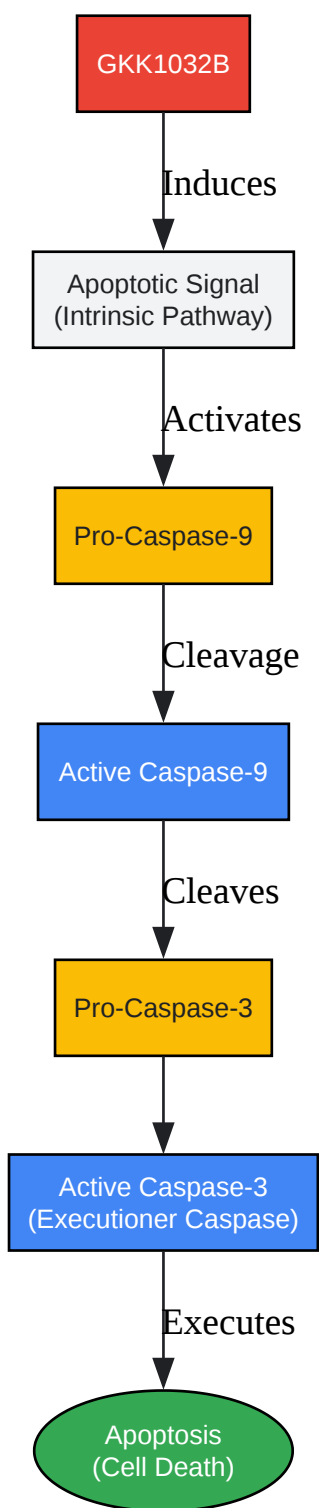 GKK1032B
Induces
Apoptotic Signal
(Intrinsic Pathway)
Activates
Pro-Caspase-9
Cleavage
Active Caspase-9
Cleaves
Pro-Caspase-3
Active Caspase-3
(Executioner Caspase)
Executes
Apoptosis
(Cell Death)